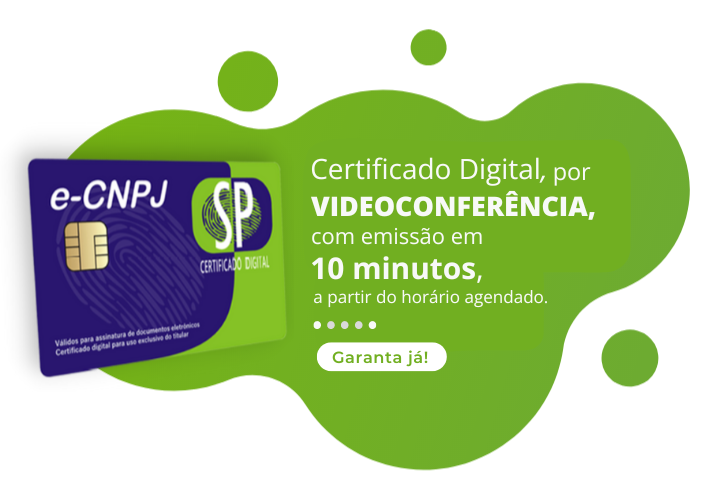 e-CNPJ
SP
CERTIFICADO DIGITAL
Válidos para assinatura de documentos eletrônicos
Certificado digital para uso exclusivo do titular
Certificado Digital, por
VIDEOCONFERÊNCIA,
com emissão em
10 minutos,
a partir do horário agendado.
Garanta já!